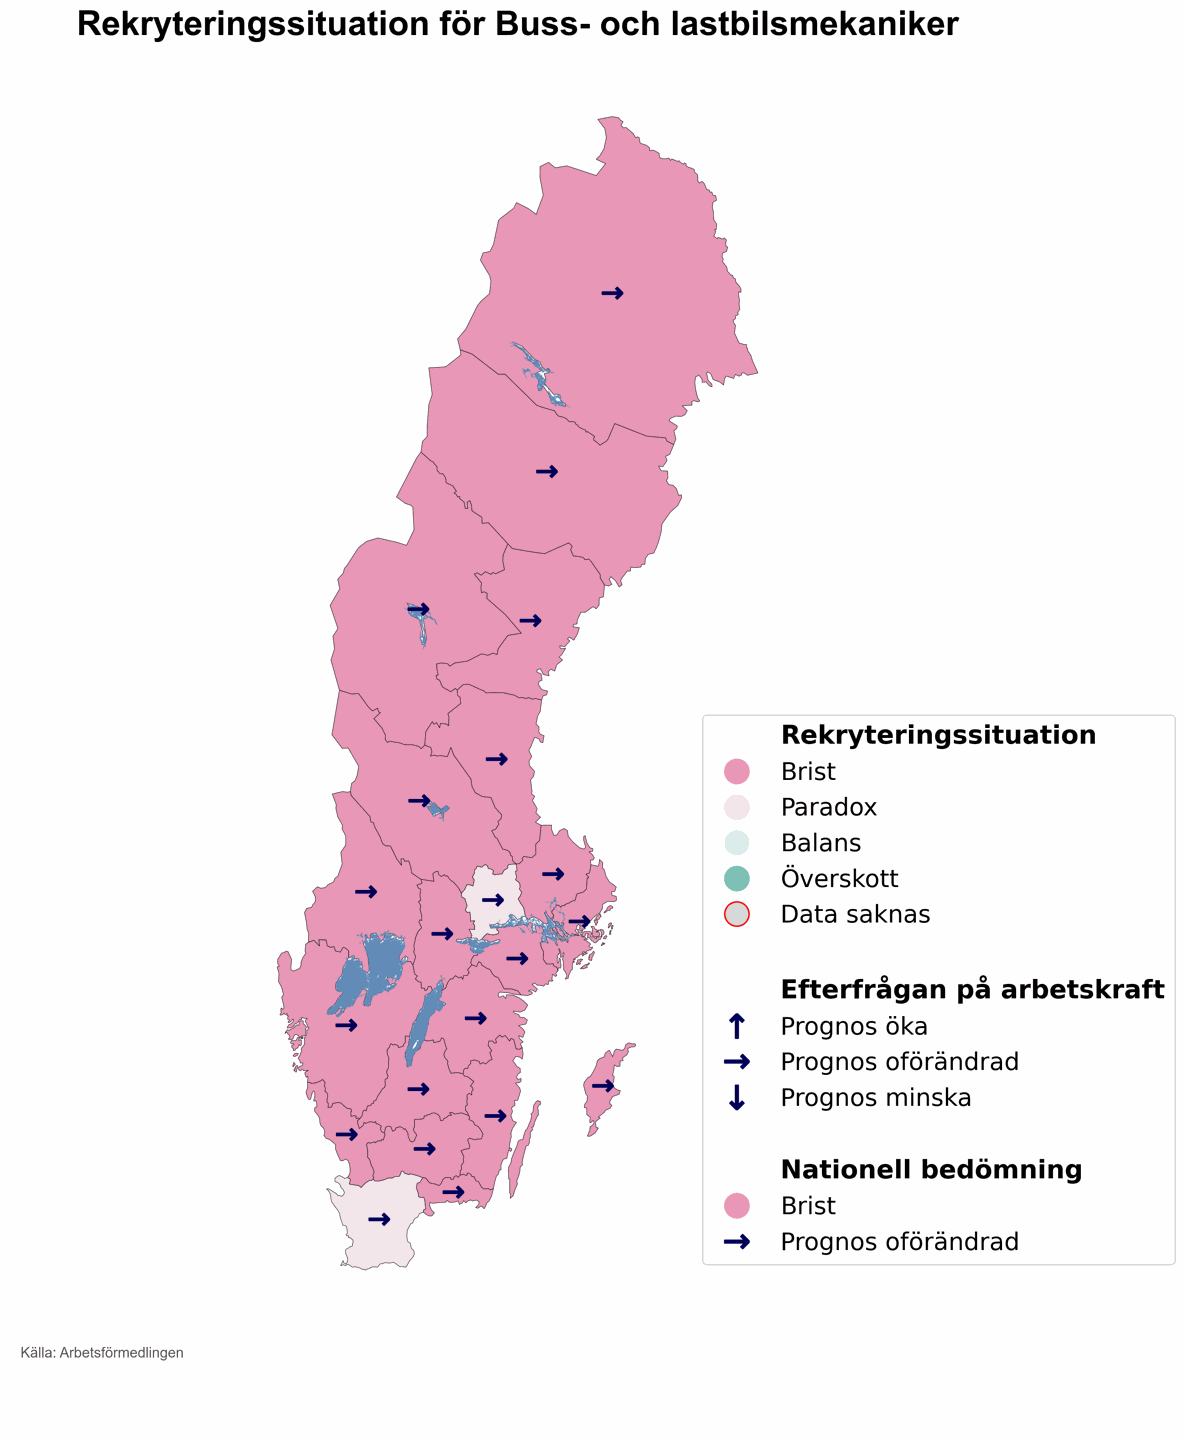 Rekryteringssituation för Buss- och lastbilsmekaniker
Rekryteringssituation
Brist
Paradox
Balans
Överskott
Data saknas
Efterfrågan på arbetskraft
Prognos öka
Prognos oförändrad
Prognos minska
Nationell bedömning
Brist
Prognos oförändrad
Källa: Arbetsförmedlingen